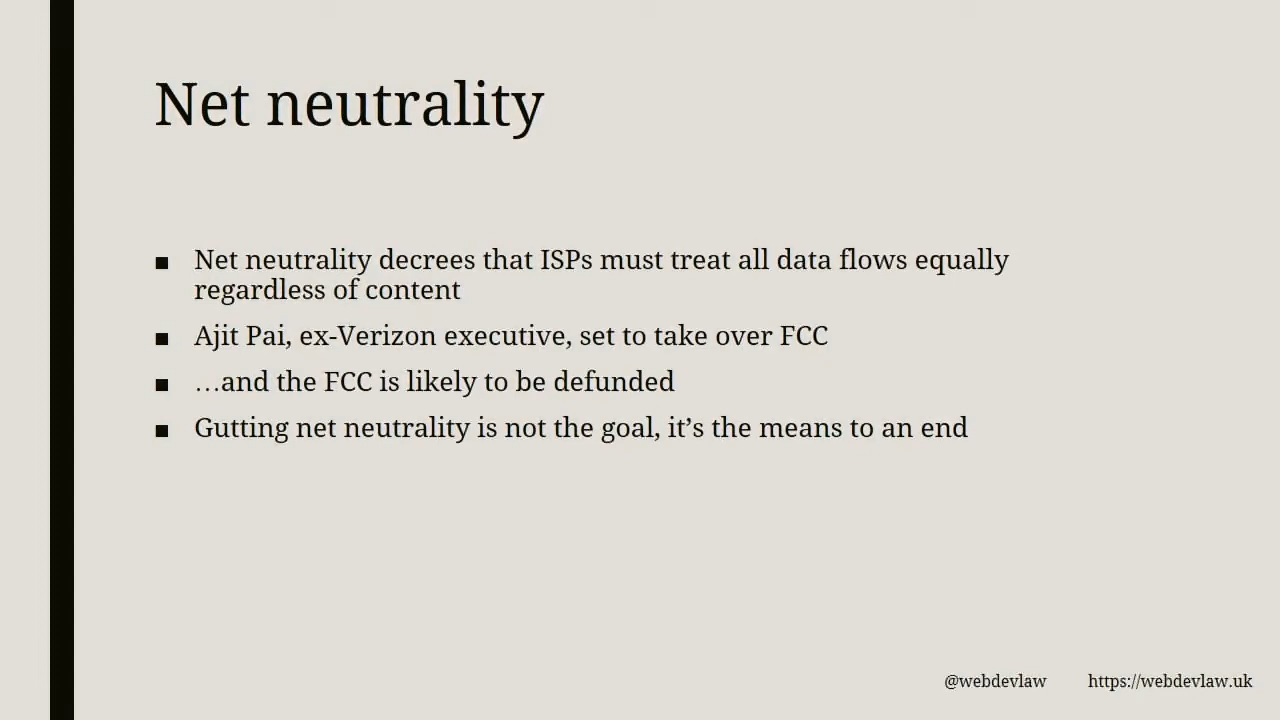 Net neutrality
■ Net neutrality decrees that ISPs must treat all data flows equally
regardless of content
■ Ajit Pai, ex-Verizon executive, set to take over FCC
■ …and the FCC is likely to be defunded
■ Gutting net neutrality is not the goal, it’s the means to an end
@webdevlaw https://webdevlaw.uk